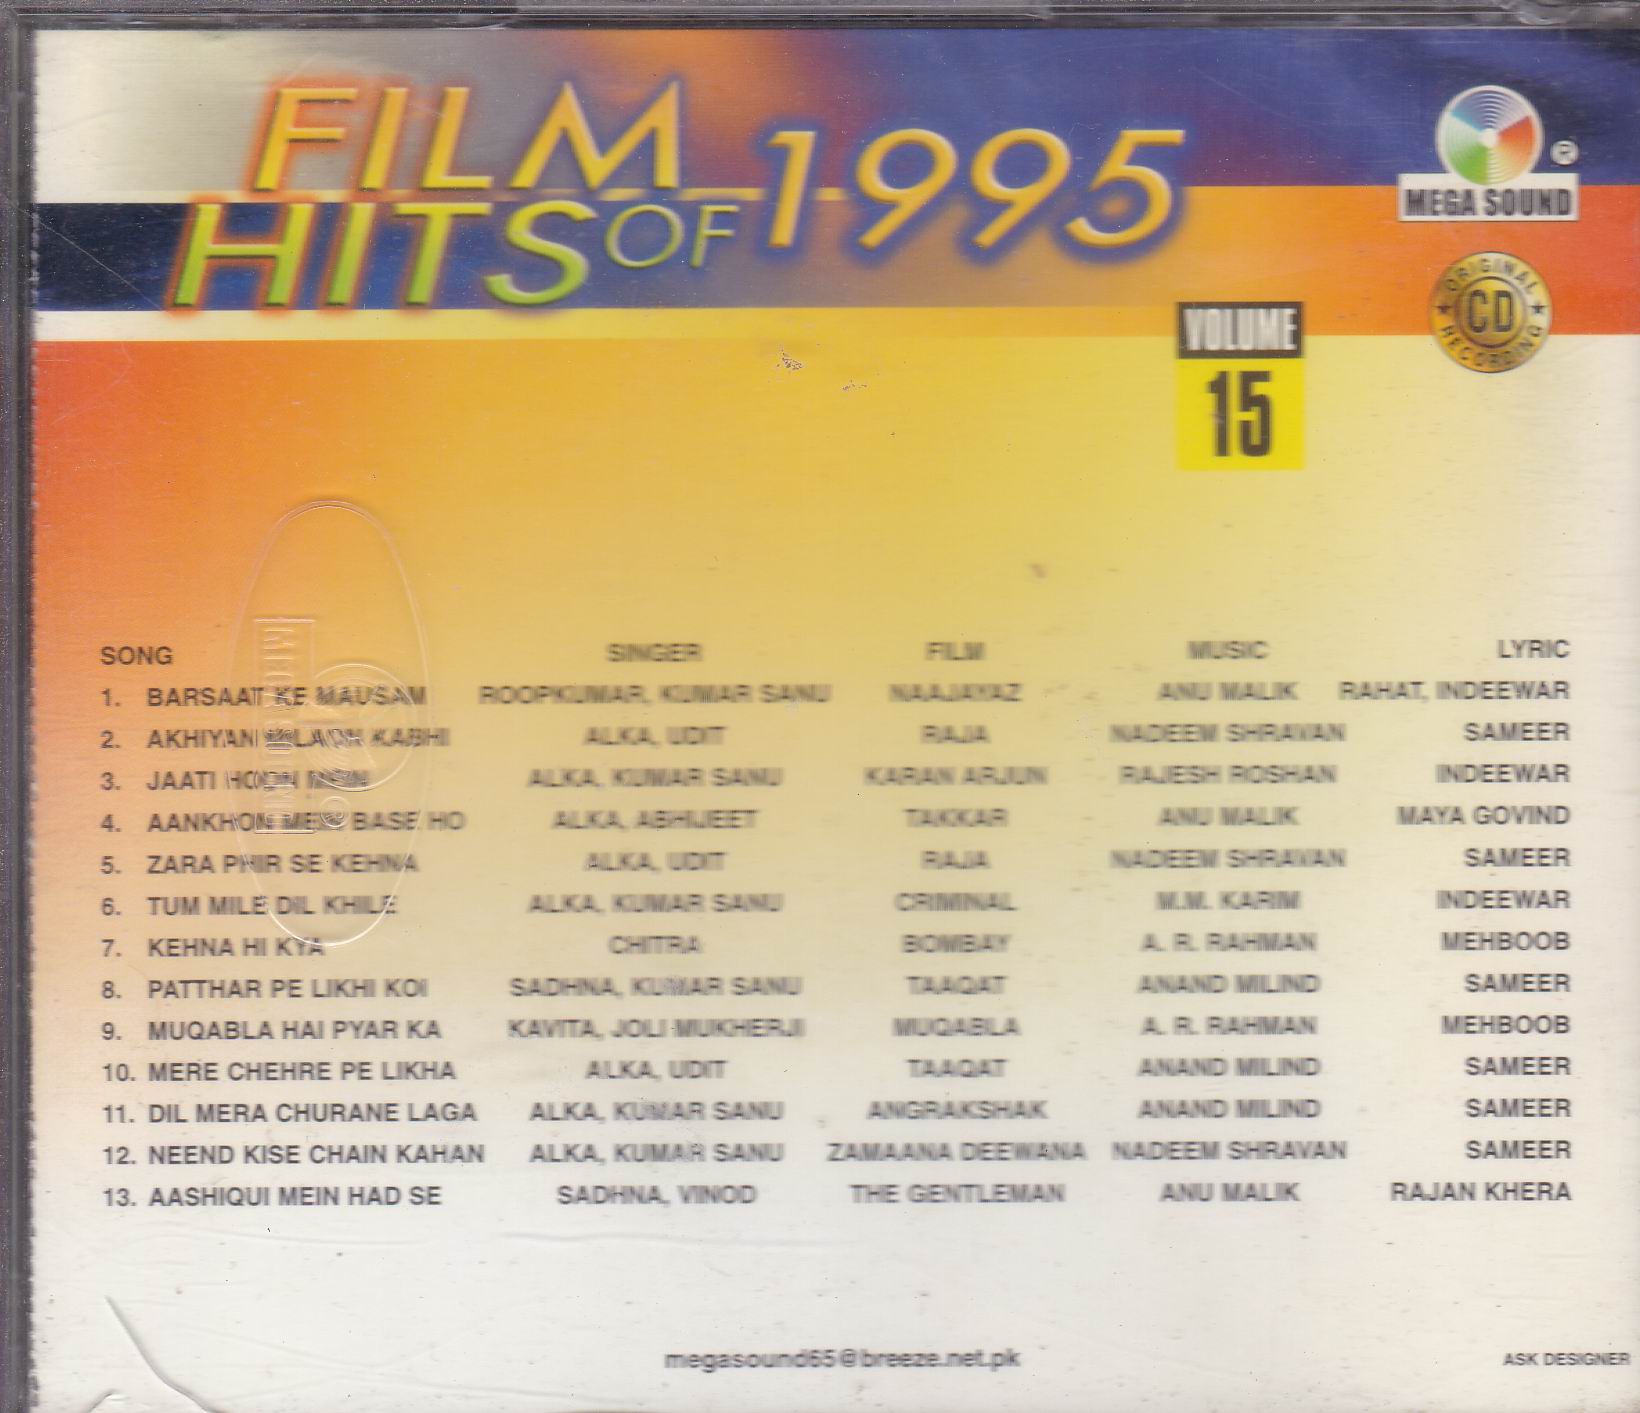 FILM
HITS OF 1995
MEGA SOUND ®
ORIGINAL CD RECORDING
VOLUME
15
SONG SINGER FILM MUSIC LYRIC
1. BARSAAT KE MAUSAM ROOPKUMAR, KUMAR SANU NAAJAYAZ ANU MALIK RAHAT, INDEEWAR
2. AKHIYAN MILAON KABHI ALKA, UDIT RAJA NADEEM SHRAVAN SAMEER
3. JAATI HOON MEIN ALKA, KUMAR SANU KARAN ARJUN RAJESH ROSHAN INDEEWAR
4. AANKHON MEIN BASE HO ALKA, ABHIJEET TAKKAR ANU MALIK MAYA GOVIND
5. ZARA PHIR SE KEHNA ALKA, UDIT RAJA NADEEM SHRAVAN SAMEER
6. TUM MILE DIL KHILE ALKA, KUMAR SANU CRIMINAL M.M. KARIM INDEEWAR
7. KEHNA HI KYA CHITRA BOMBAY A. R. RAHMAN MEHBOOB
8. PATTHAR PE LIKHI KOI SADHNA, KUMAR SANU TAAQAT ANAND MILIND SAMEER
9. MUQABLA HAI PYAR KA KAVITA, JOLI MUKHERJI MUQABLA A. R. RAHMAN MEHBOOB
10. MERE CHEHRE PE LIKHA ALKA, UDIT TAAQAT ANAND MILIND SAMEER
11. DIL MERA CHURANE LAGA ALKA, KUMAR SANU ANGRAKSHAK ANAND MILIND SAMEER
12. NEEND KISE CHAIN KAHAN ALKA, KUMAR SANU ZAMAANA DEEWANA NADEEM SHRAVAN SAMEER
13. AASHIQUI MEIN HAD SE SADHNA, VINOD THE GENTLEMAN ANU MALIK RAJAN KHERA
megasound65@breeze.net.pk
ASK DESIGNER